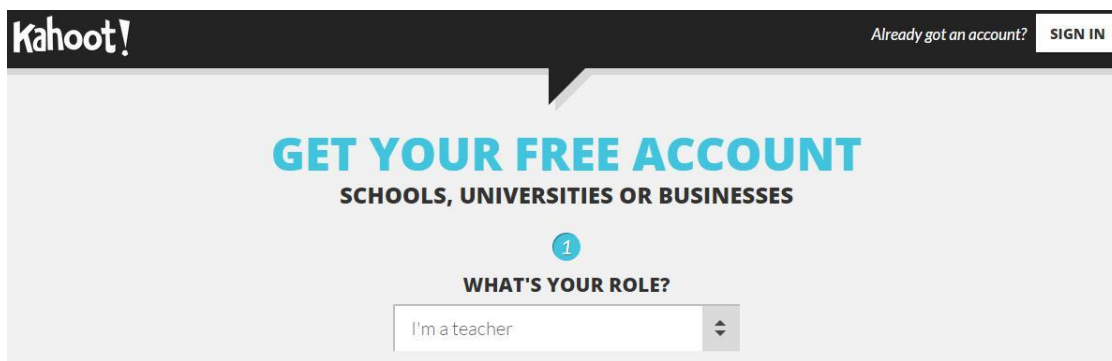 Kahoot!
Already got an account? SIGN IN
GET YOUR FREE ACCOUNT
SCHOOLS, UNIVERSITIES OR BUSINESSES
1
WHAT'S YOUR ROLE?
I'm a teacher